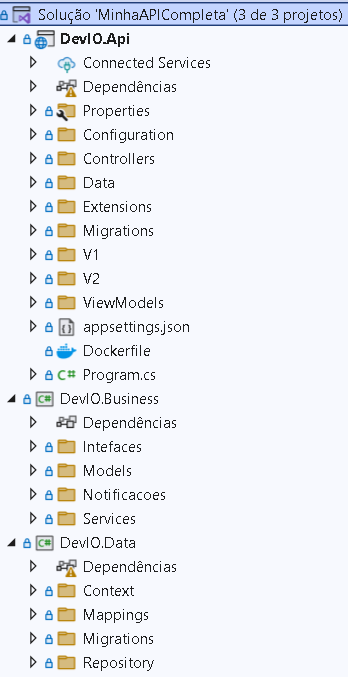 Solução 'MinhaAPICompleta' (3 de 3 projetos)
DevIO.Api
Connected Services
Dependências
Properties
Configuration
Controllers
Data
Extensions
Migrations
V1
V2
ViewModels
appsettings.json
Dockerfile
C# Program.cs
C# DevIO.Business
Dependências
Intefaces
Models
Notificacoes
Services
C# DevIO.Data
Dependências
Context
Mappings
Migrations
Repository